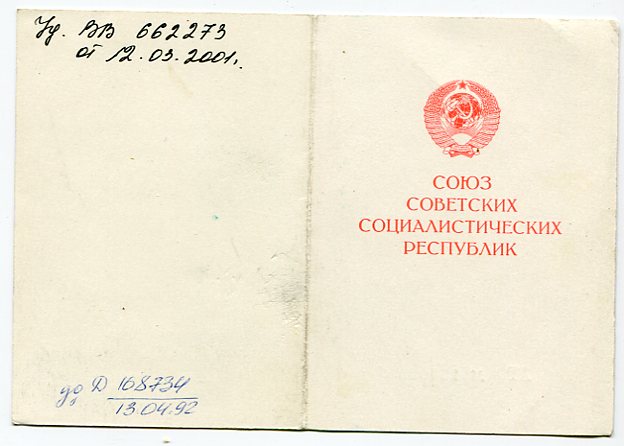 Уд. ВВ 662273
от 12.03.2001.
уд Д 168734
13.04.92
СОЮЗ
СОВЕТСКИХ
СОЦИАЛИСТИЧЕСКИХ
РЕСПУБЛИК